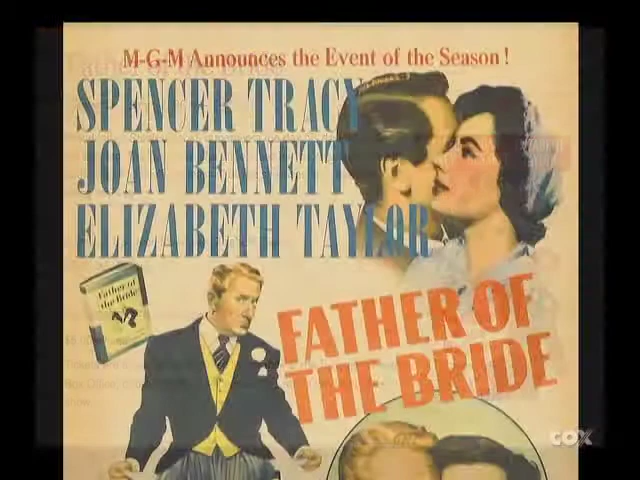 M-G-M Announces the Event of the Season!
SPENCER TRACY
JOAN BENNETT
ELIZABETH TAYLOR
Father of
the Bride
FATHER OF
THE BRIDE
COX